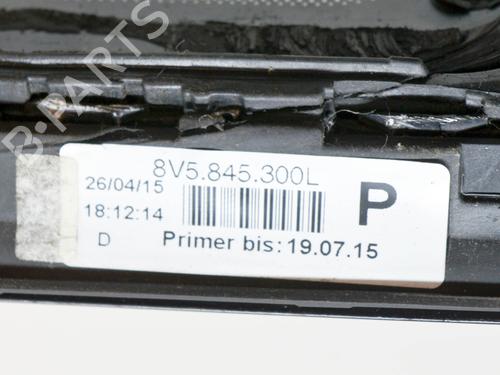 B-PARTS
8V5.845.300L
26/04/15
18:12:14
P
D
Primer bis:19.07.15